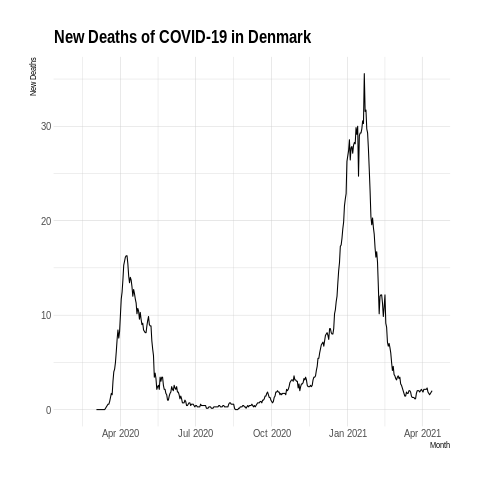 New Deaths of COVID-19 in Denmark
New Deaths
30
20
10
0
Apr 2020 Jul 2020 Oct 2020 Jan 2021 Apr 2021
Month